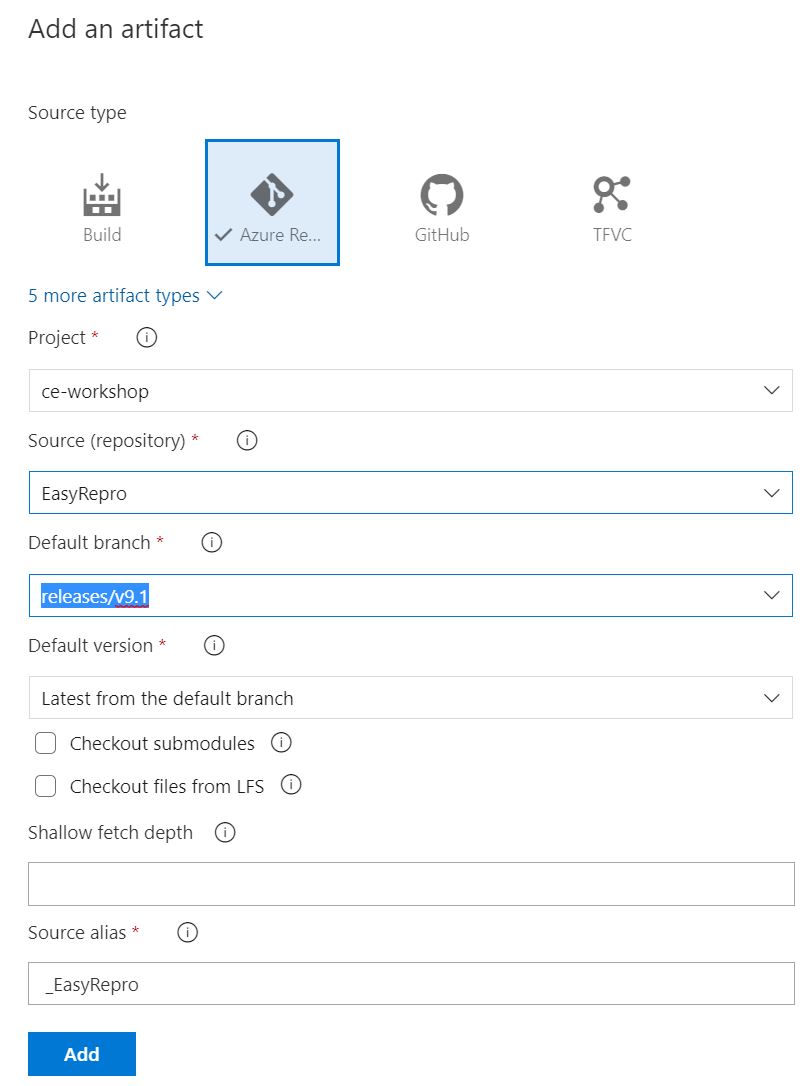 Add an artifact
Source type
Build
Azure Re...
GitHub
TFVC
5 more artifact types
Project *
ce-workshop
Source (repository) *
EasyRepro
Default branch *
releases/v9.1
Default version *
Latest from the default branch
Checkout submodules
Checkout files from LFS
Shallow fetch depth
Source alias *
_EasyRepro
Add